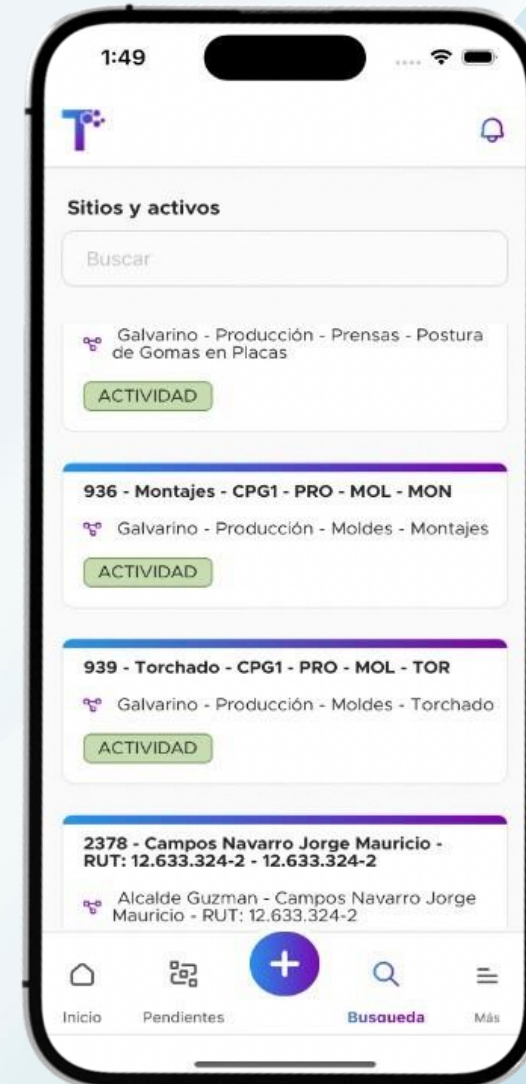 1:49
T
Sitios y activos
Buscar
Galvarino - Producción - Prensas - Postura
de Gomas en Placas
ACTIVIDAD
936 - Montajes - CPG1 - PRO - MOL - MON
Galvarino - Producción - Moldes - Montajes
ACTIVIDAD
939 - Torchado - CPG1 - PRO - MOL - TOR
Galvarino - Producción - Moldes - Torchado
ACTIVIDAD
2378 - Campos Navarro Jorge Mauricio -
RUT: 12.633.324-2 - 12.633.324-2
Alcalde Guzman - Campos Navarro Jorge
Mauricio - RUT: 12.633.324-2
Inicio Pendientes Busqueda Más